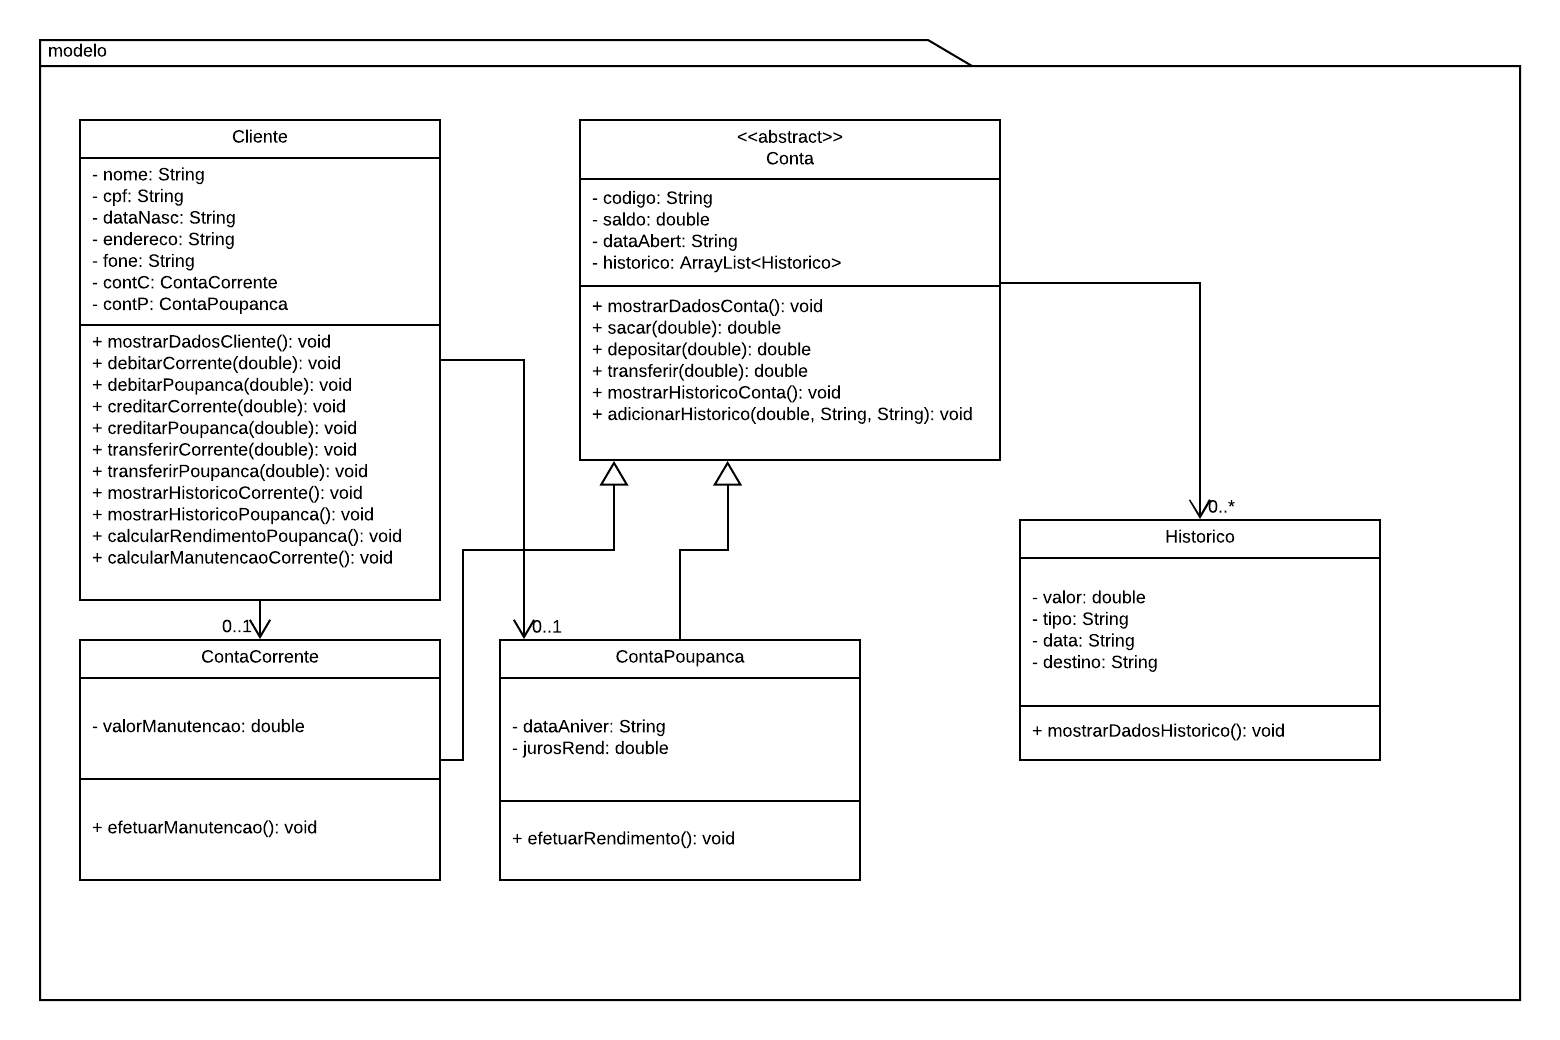 modelo
Cliente
- nome: String
- cpf: String
- dataNasc: String
- endereco: String
- fone: String
- contC: ContaCorrente
- contP: ContaPoupanca
+ mostrarDadosCliente(): void
+ debitarCorrente(double): void
+ debitarPoupanca(double): void
+ creditarCorrente(double): void
+ creditarPoupanca(double): void
+ transferirCorrente(double): void
+ transferirPoupanca(double): void
+ mostrarHistoricoCorrente(): void
+ mostrarHistoricoPoupanca(): void
+ calcularRendimentoPoupanca(): void
+ calcularManutencaoCorrente(): void
<<abstract>>
Conta
- codigo: String
- saldo: double
- dataAbert: String
- historico: ArrayList<Historico>
+ mostrarDadosConta(): void
+ sacar(double): double
+ depositar(double): double
+ transferir(double): double
+ mostrarHistoricoConta(): void
+ adicionarHistorico(double, String, String): void
0..*
Historico
- valor: double
- tipo: String
- data: String
- destino: String
+ mostrarDadosHistorico(): void
0..1
ContaCorrente
- valorManutencao: double
+ efetuarManutencao(): void
0..1
ContaPoupanca
- dataAniver: String
- jurosRend: double
+ efetuarRendimento(): void